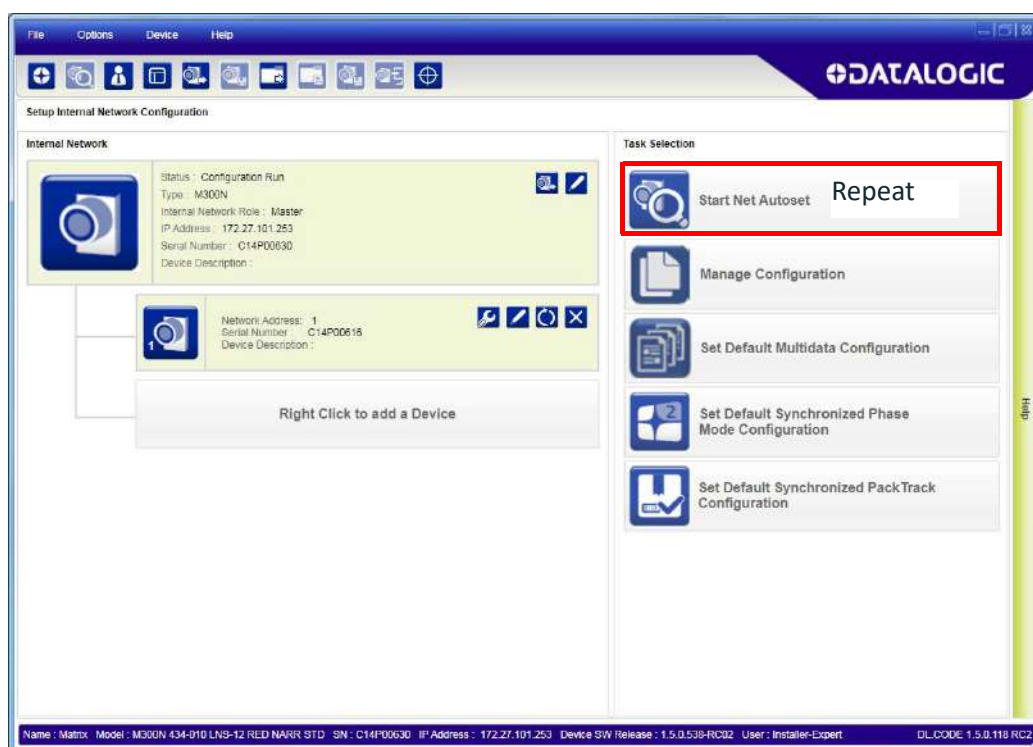 File Options Device Help
DATALOGIC
Setup Internal Network Configuration
Internal Network
Status : Configuration Run
Type : M300N
Internal Network Role : Master
IP Address : 172.27.101.253
Serial Number : C14P00630
Device Description :
1
Network Address: 1
Serial Number : C14P00616
Device Description :
Right Click to add a Device
Task Selection
Start Net Autoset Repeat
Manage Configuration
Set Default Multidata Configuration
2
Set Default Synchronized Phase
Mode Configuration
Set Default Synchronized PackTrack
Configuration
Help
Name : Matrix Model : M300N 434-010 LNS-12 RED NARR STD SN : C14P00630 IP Address : 172.27.101.253 Device SW Release : 1.5.0.538-RC02 User : Installer-Expert DL.CODE 1.5.0.118 RC2